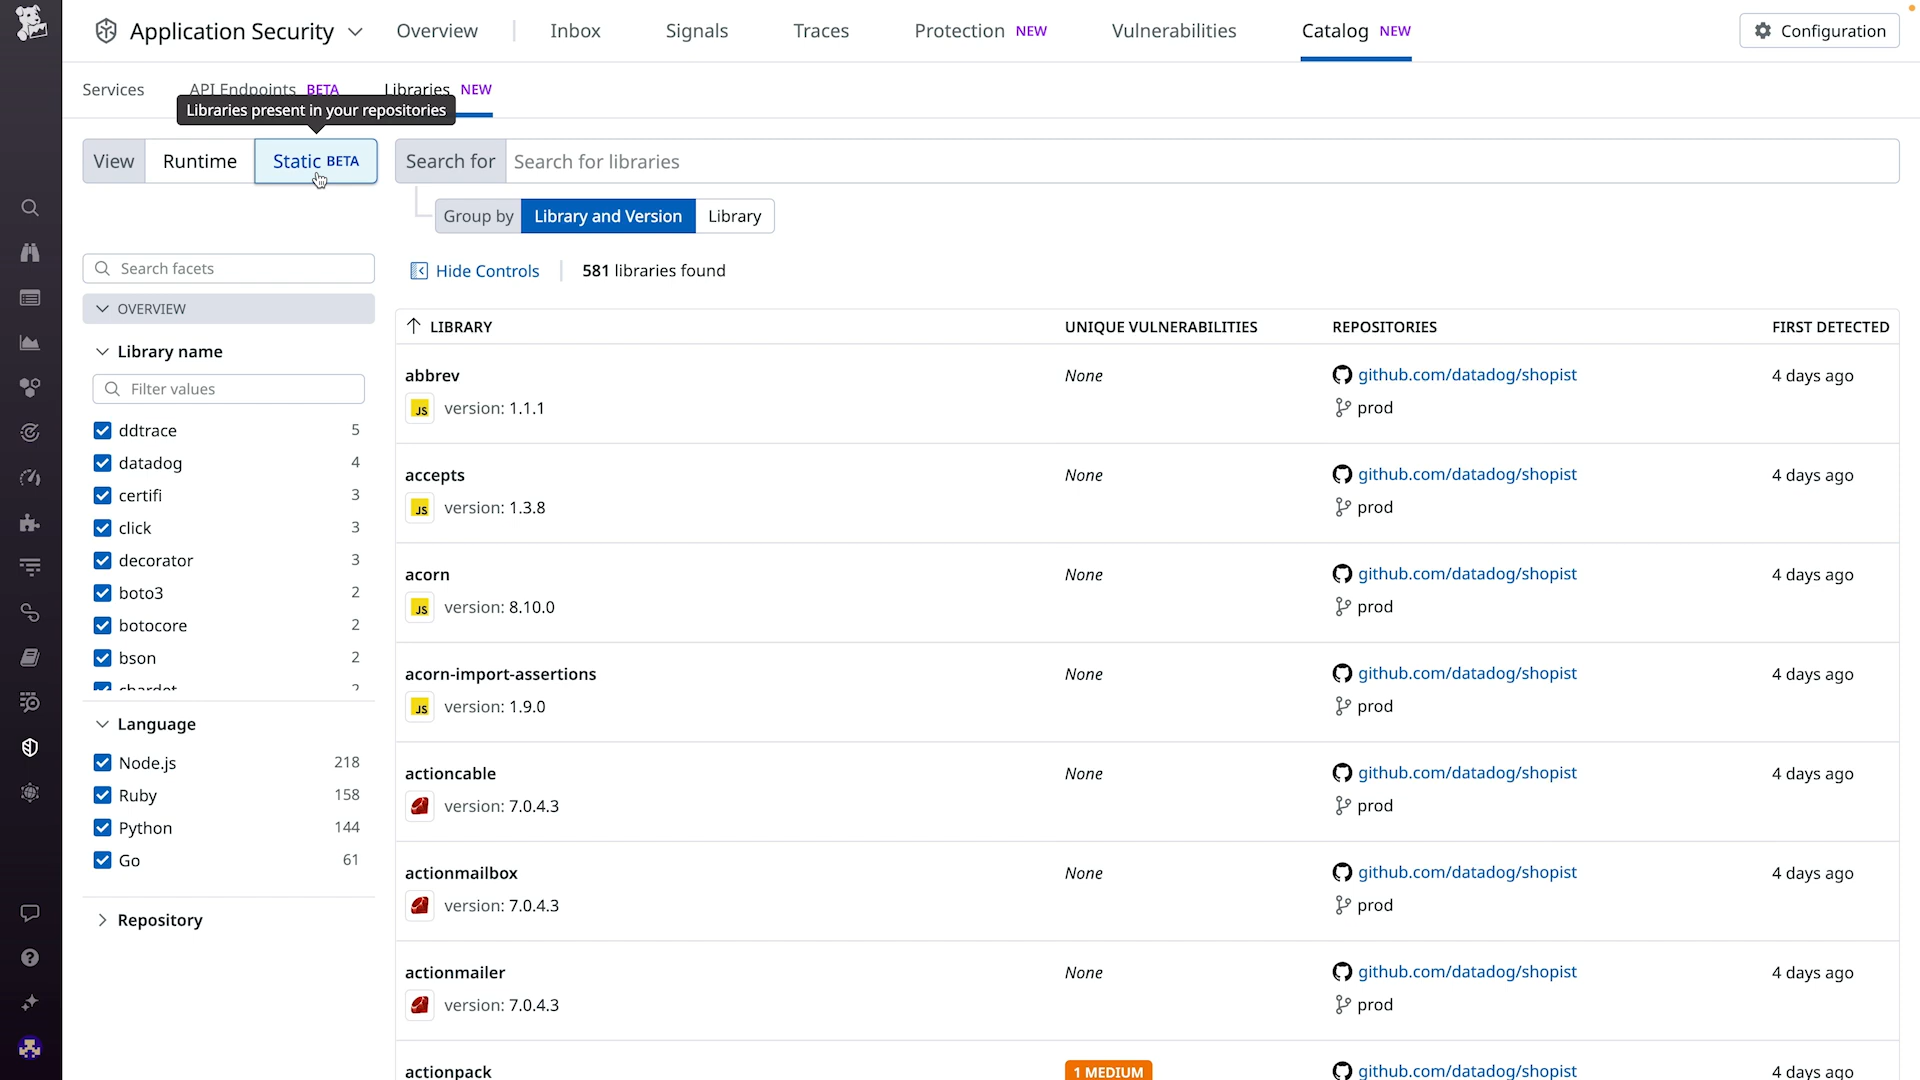 Application Security
Overview
Inbox
Signals
Traces
Protection NEW
Vulnerabilities
Catalog NEW
Configuration
Services
API Endpoints BETA
Libraries NEW
Libraries present in your repositories
View
Runtime
Static BETA
Search for
Search for libraries
Group by
Library and Version
Library
Search facets
Hide Controls
581 libraries found
OVERVIEW
Library name
Filter values
ddtrace 5
datadog 4
certifi 3
click 3
decorator 3
boto3 2
botocore 2
bson 2
chardet 2
Language
Node.js 218
Ruby 158
Python 144
Go 61
Repository
LIBRARY UNIQUE VULNERABILITIES REPOSITORIES FIRST DETECTED
abbrev None github.com/datadog/shopist 4 days ago
JS version: 1.1.1 prod
accepts None github.com/datadog/shopist 4 days ago
JS version: 1.3.8 prod
acorn None github.com/datadog/shopist 4 days ago
JS version: 8.10.0 prod
acorn-import-assertions None github.com/datadog/shopist 4 days ago
JS version: 1.9.0 prod
actioncable None github.com/datadog/shopist 4 days ago
version: 7.0.4.3 prod
actionmailbox None github.com/datadog/shopist 4 days ago
version: 7.0.4.3 prod
actionmailer None github.com/datadog/shopist 4 days ago
version: 7.0.4.3 prod
actionpack 1 MEDIUM github.com/datadog/shopist 4 days ago